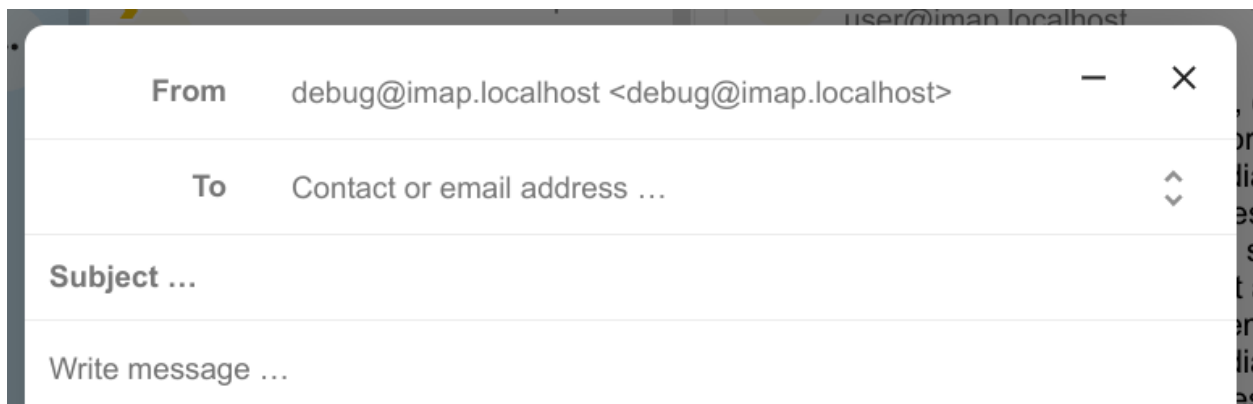 user@imap.localhost
From debug@imap.localhost <debug@imap.localhost>
To Contact or email address …
Subject …
Write message …